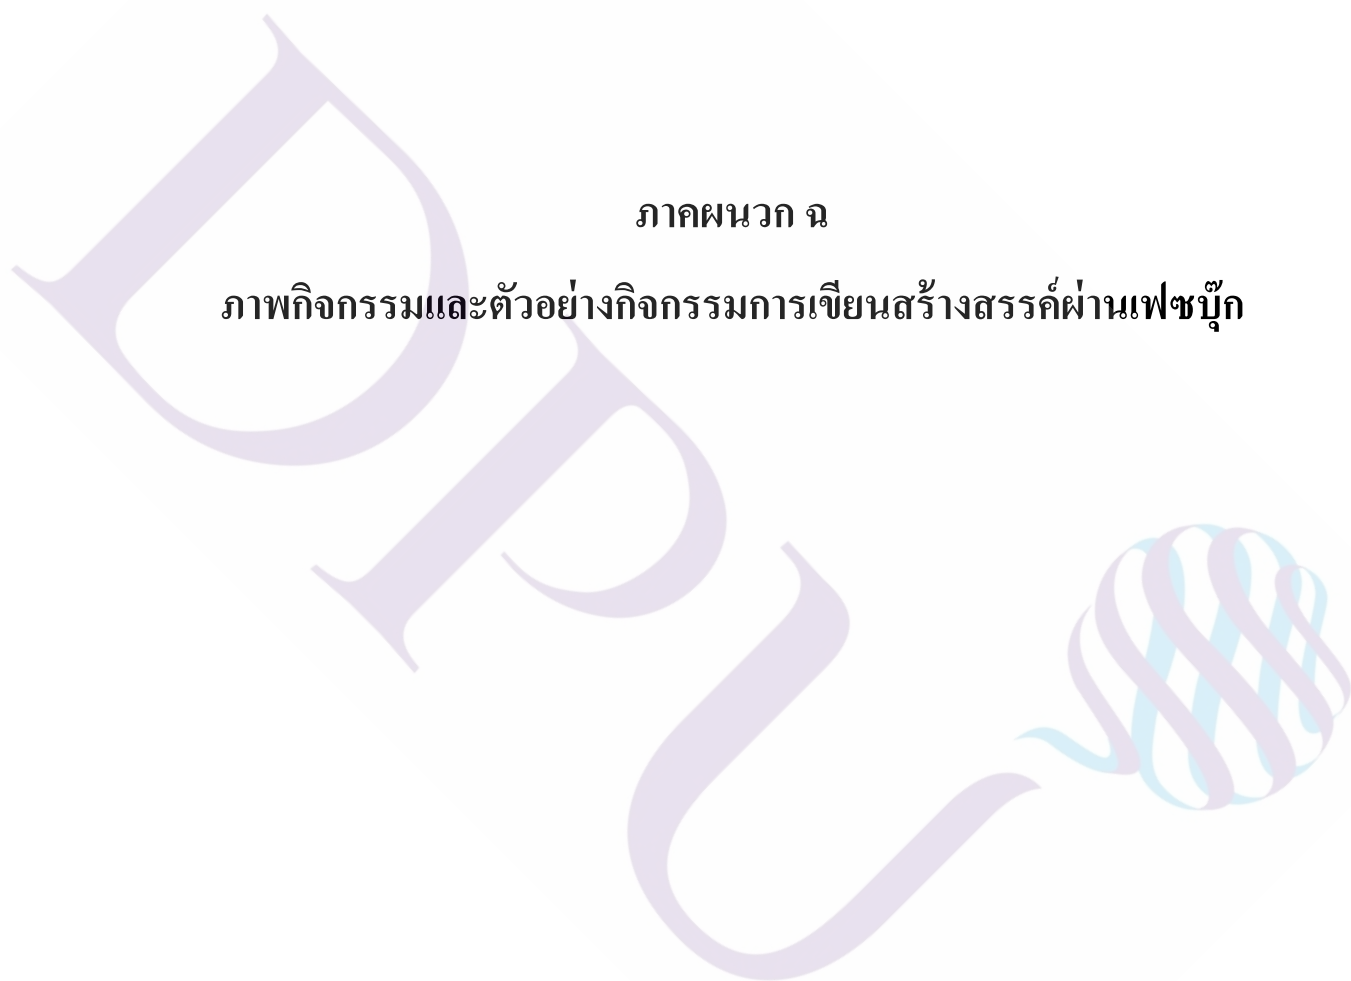 ภาคผนวก ฉ
ภาพกิจกรรมและตัวอย่างกิจกรรมการเขียนสร้างสรรค์ผ่านเฟซบุ๊ก
DPU